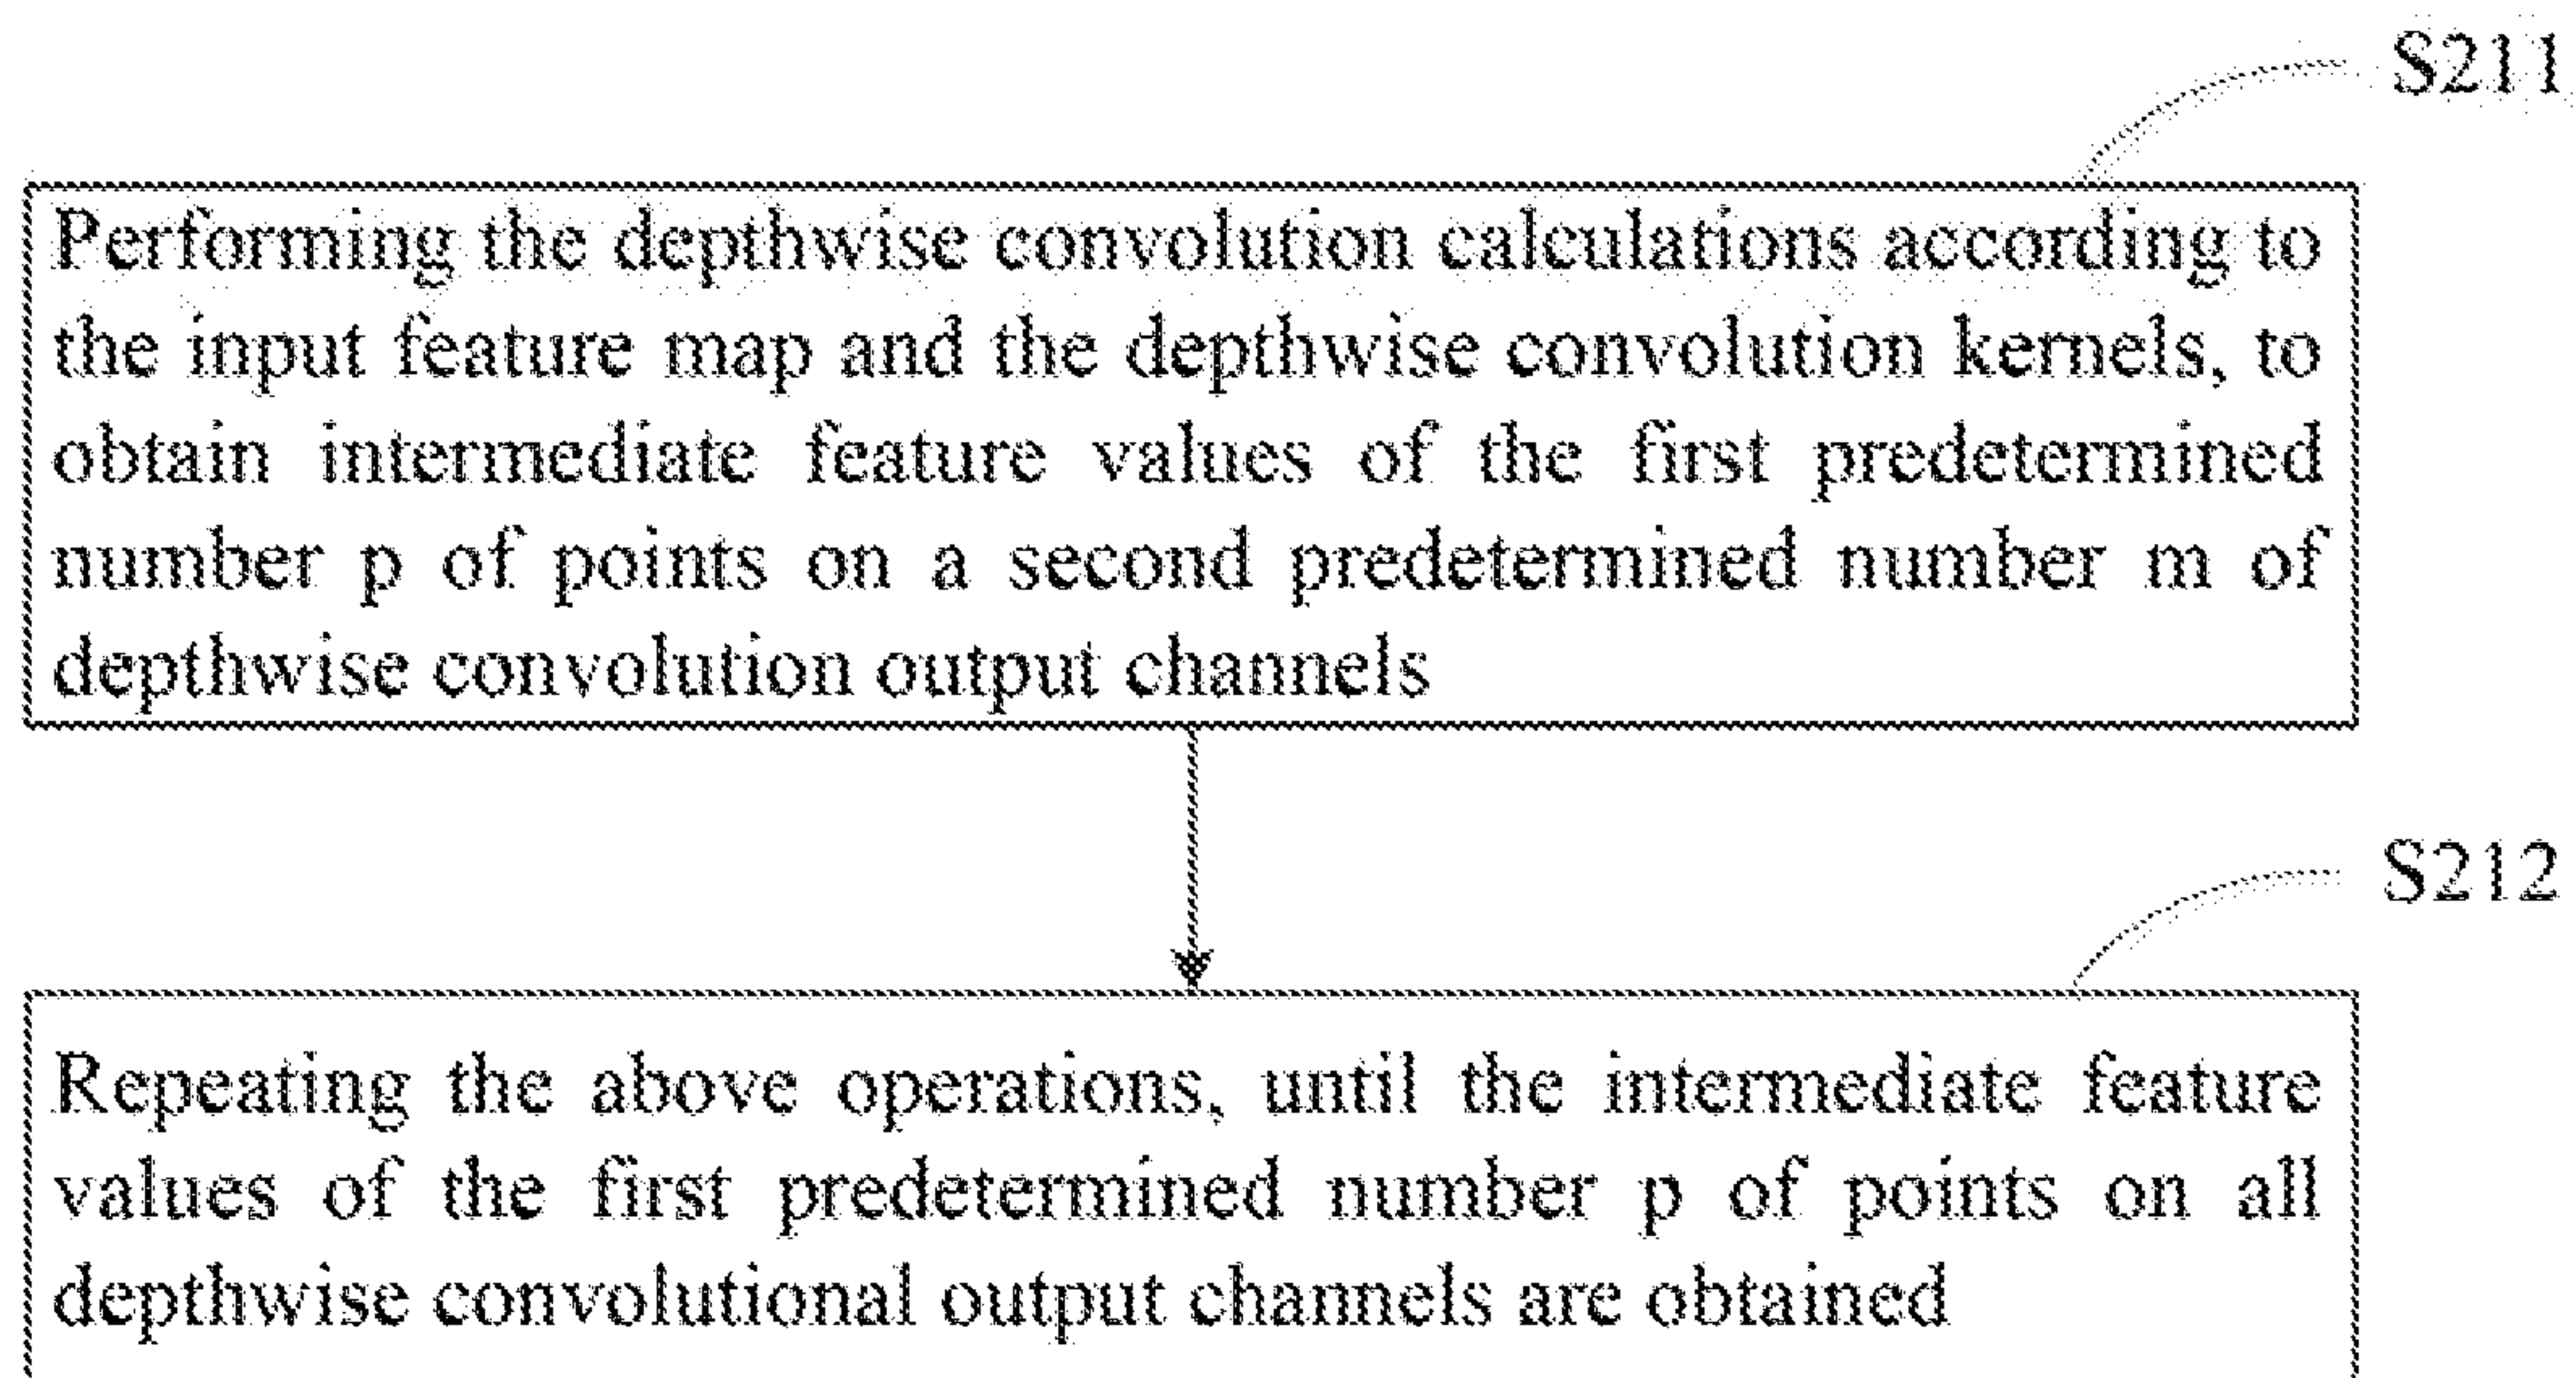 S211
Performing the depthwise convolution calculations according to
the input feature map and the depthwise convolution kernels, to
obtain intermediate feature values of the first predetermined
number p of points on a second predetermined number m of
depthwise convolution output channels
S212
Repeating the above operations, until the intermediate feature
values of the first predetermined number p of points on all
depthwise convolutional output channels are obtained